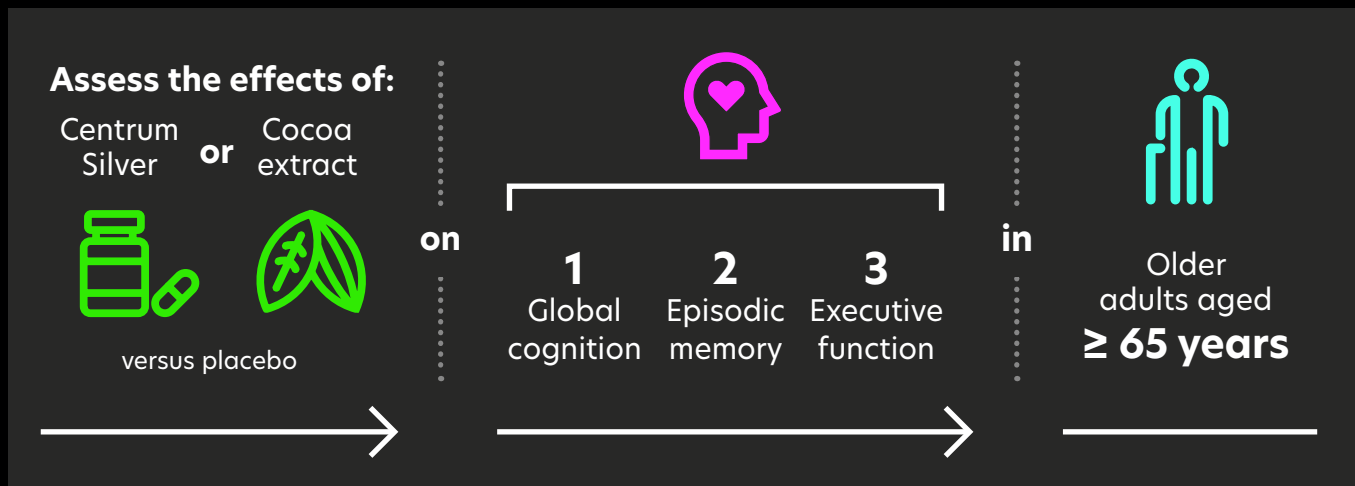 Assess the effects of:
Centrum
Silver
or
Cocoa
extract
versus placebo
on
1
Global
cognition
2
Episodic
memory
3
Executive
function
in
Older
adults aged
≥ 65 years